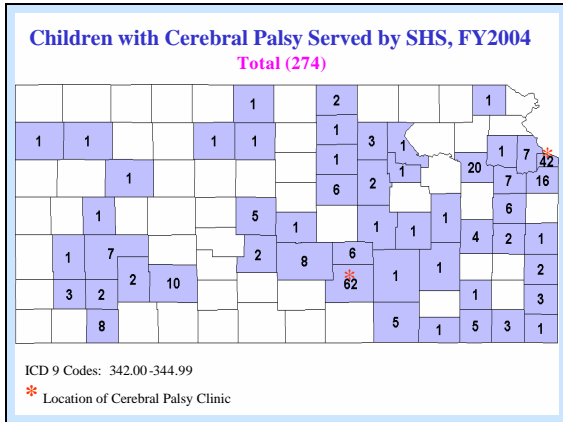 Children with Cerebral Palsy Served by SHS, FY2004
Total (274)
1 2 1
1 1 1 1 1 3 1 1 7 42
1 1 1 20
1 6 2 7 16
1 5 1 1 1 1 6
4 2 1
1 7 2 8 6 1 1
2 10 62 2
3 2 1 3
8 5 1 5 3 1
ICD 9 Codes: 342.00-344.99
* Location of Cerebral Palsy Clinic